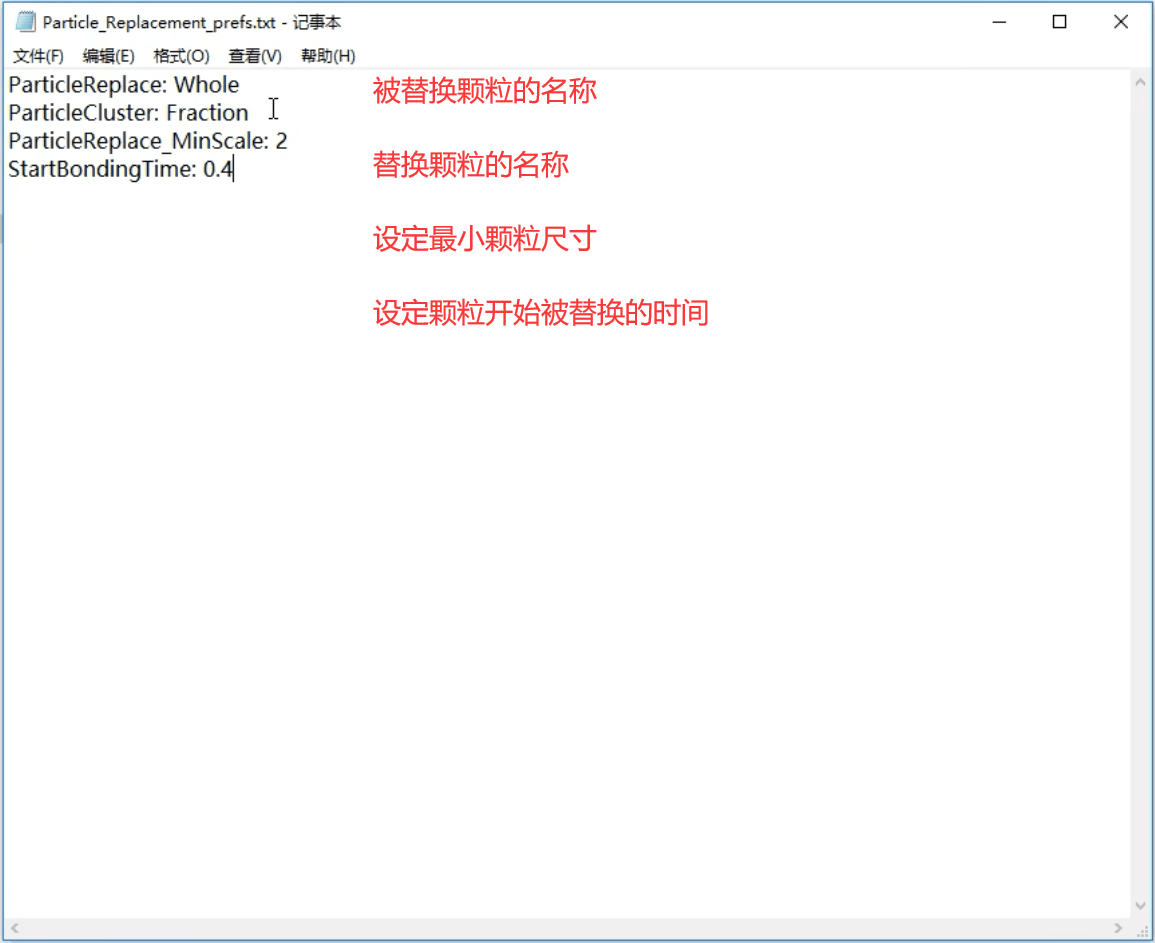 Particle_Replacement_prefs.txt - 记事本
文件(F) 编辑(E) 格式(O) 查看(V) 帮助(H)
ParticleReplace: Whole
ParticleCluster: Fraction
ParticleReplace_MinScale: 2
StartBondingTime: 0.4
被替换颗粒的名称
替换颗粒的名称
设定最小颗粒尺寸
设定颗粒开始被替换的时间